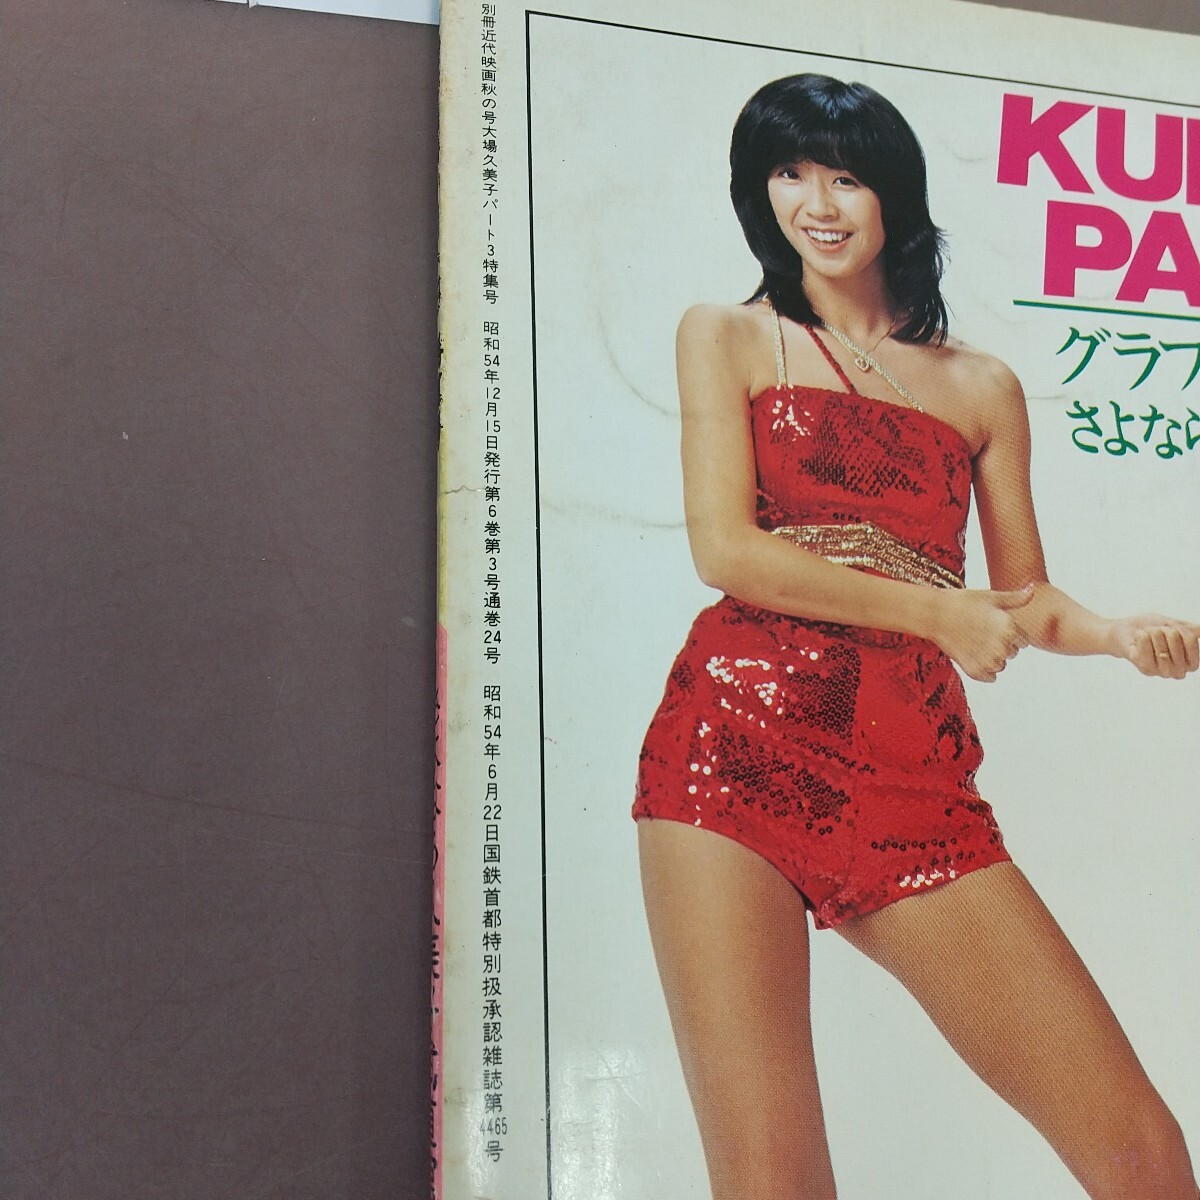 別冊近代映画秋の号大場久美子パート3特集号 昭和54年12月15日発行第6巻第3号通巻24号 昭和54年6月22日国鉄首都特別扱承認雑誌第4465号
KU
PA
グラフ
さよなら